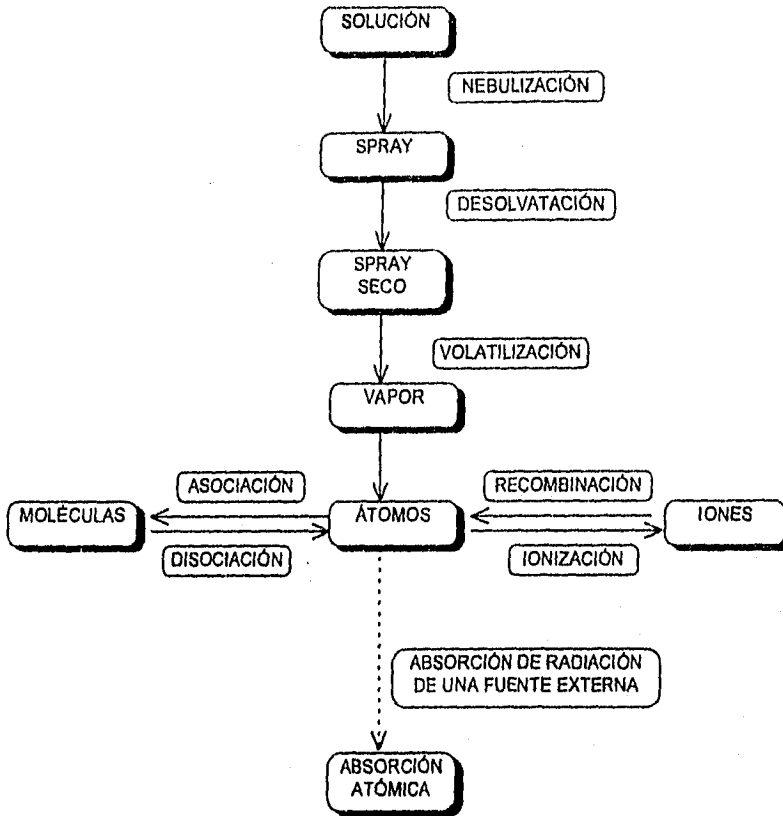 SOLUCIÓN
NEBULIZACIÓN
SPRAY
DESOLVATACIÓN
SPRAY
SECO
VOLATILIZACIÓN
VAPOR
ASOCIACIÓN
RECOMBINACIÓN
MOLÉCULAS
ÁTOMOS
IONES
DISOCIACIÓN
IONIZACIÓN
ABSORCIÓN DE RADIACIÓN
DE UNA FUENTE EXTERNA
ABSORCIÓN
ATÓMICA